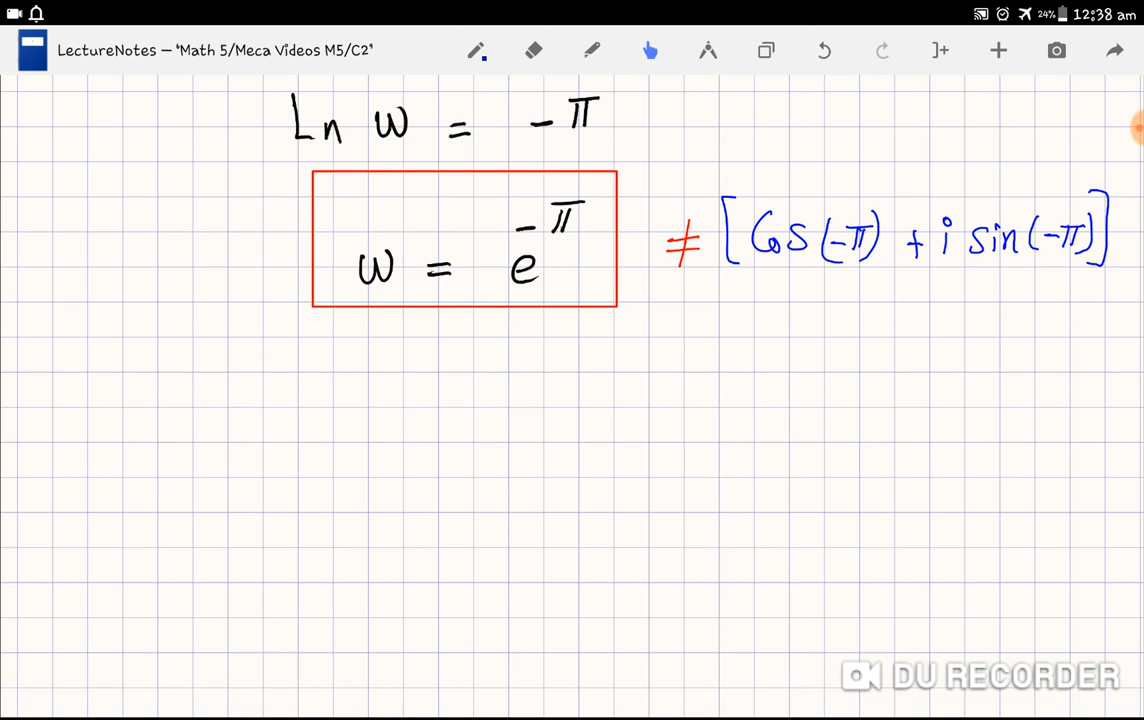 24% 12:38 am
LectureNotes – ‘Math 5/Meca Videos M5/C2’
Ln w = -π
w = e^-π ≠ [Cos(-π) + i sin(-π)]
DU RECORDER